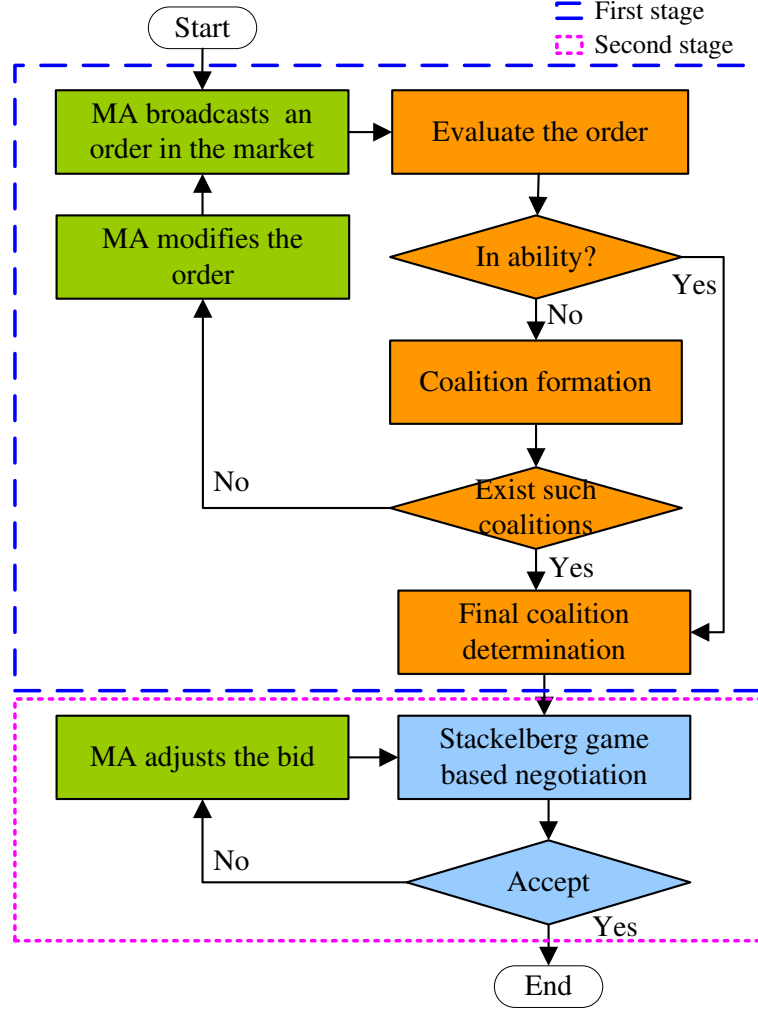 Start
First stage
Second stage
MA broadcasts an
order in the market
Evaluate the order
MA modifies the
order
In ability?
Yes
No
Coalition formation
No
Exist such
coalitions
Yes
Final coalition
determination
MA adjusts the bid
Stackelberg game
based negotiation
No
Accept
Yes
End